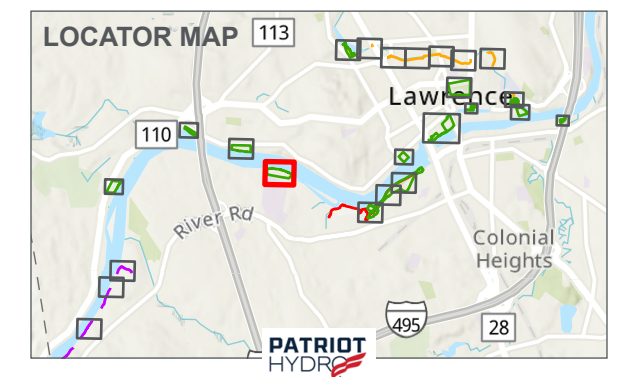 LOCATOR MAP
113
Lawrence
110
River Rd
Colonial
Heights
495
28
PATRIOT
HYDRO